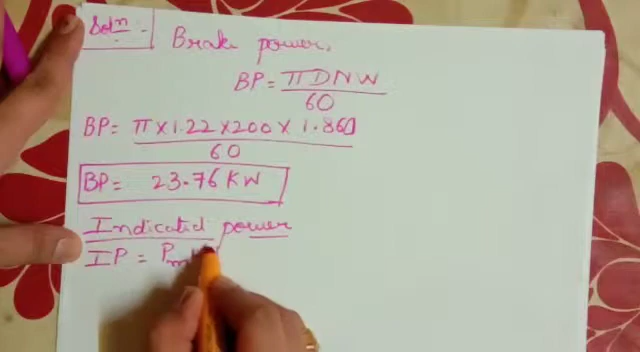 Soln :-
Brake power,
BP = πDNW
60
BP = π × 1.22 × 200 × 1.860
60
BP = 23.76 KW
Indicated power
IP = Pm